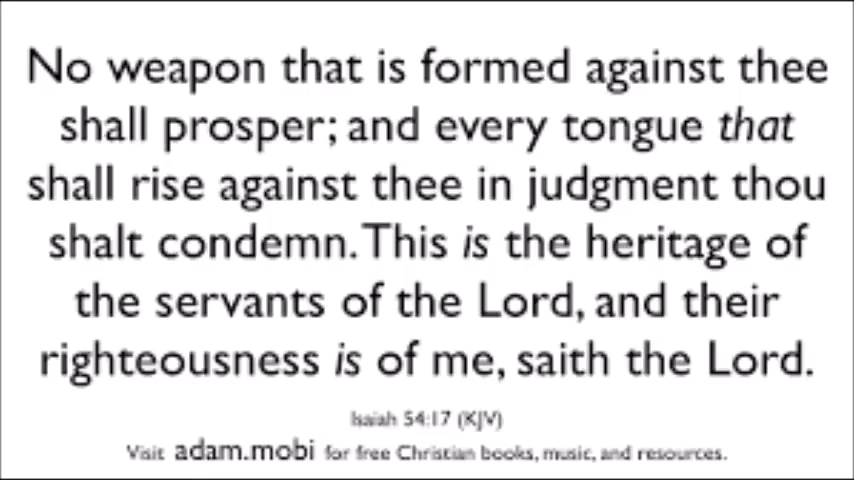 No weapon that is formed against thee
shall prosper; and every tongue that
shall rise against thee in judgment thou
shalt condemn. This is the heritage of
the servants of the Lord, and their
righteousness is of me, saith the Lord.
Isaiah 54:17 (KJV)
Visit adam.mobi for free Christian books, music, and resources.